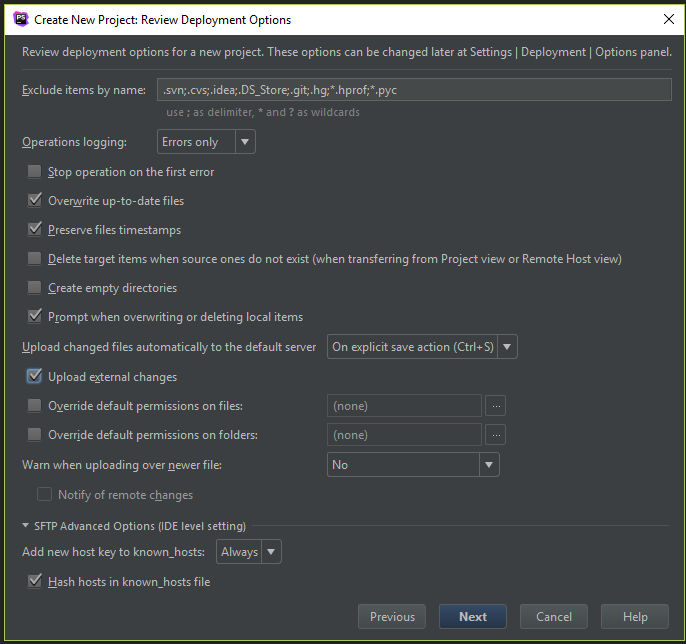 PS Create New Project: Review Deployment Options
Review deployment options for a new project. These options can be changed later at Settings | Deployment | Options panel.
Exclude items by name: .svn;.cvs;.idea;.DS_Store;.git;.hg;*.hprof;*.pyc
use ; as delimiter, * and ? as wildcards
Operations logging: Errors only
Stop operation on the first error
Overwrite up-to-date files
Preserve files timestamps
Delete target items when source ones do not exist (when transferring from Project view or Remote Host view)
Create empty directories
Prompt when overwriting or deleting local items
Upload changed files automatically to the default server On explicit save action (Ctrl+S)
Upload external changes
Override default permissions on files: (none) ...
Override default permissions on folders: (none) ...
Warn when uploading over newer file: No
Notify of remote changes
SFTP Advanced Options (IDE level setting)
Add new host key to known_hosts: Always
Hash hosts in known_hosts file
Previous Next Cancel Help